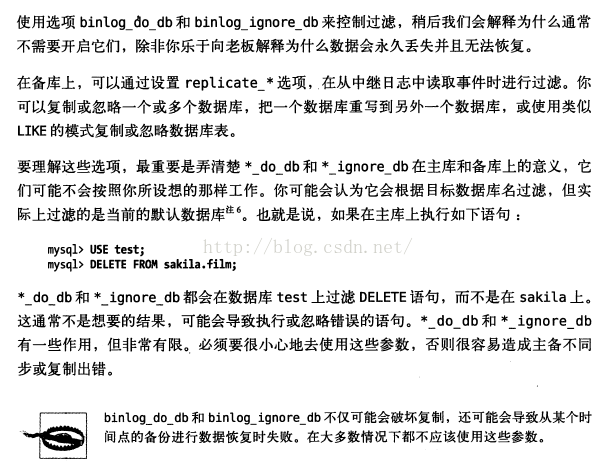 使用选项 binlog_do_db 和 binlog_ignore_db 来控制过滤，稍后我们会解释为什么通常
不需要开启它们，除非你乐于向老板解释为什么数据会永久丢失并且无法恢复。
在备库上，可以通过设置 replicate_* 选项，在从中继日志中读取事件时进行过滤。你
可以复制或忽略一个或多个数据库，把一个数据库重写到另外一个数据库，或使用类似
LIKE 的模式复制或忽略数据库表。
要理解这些选项，最重要是弄清楚 *_do_db 和 *_ignore_db 在主库和备库上的意义，它
们可能不会按照你所设想的那样工作。你可能会认为它会根据目标数据库名过滤，但实
际上过滤的是当前的默认数据库注6。也就是说，如果在主库上执行如下语句：
mysql> USE test;
http://blog.csdn.net/
mysql> DELETE FROM sakila.film;
*_do_db 和 *_ignore_db 都会在数据库 test 上过滤 DELETE 语句，而不是在 sakila 上。
这通常不是想要的结果，可能会导致执行或忽略错误的语句。*_do_db 和 *_ignore_db
有一些作用，但非常有限。必须要很小心地去使用这些参数，否则很容易造成主备不同
步或复制出错。
binlog_do_db 和 binlog_ignore_db 不仅可能会破坏复制，还可能会导致从某个时
间点的备份进行数据恢复时失败。在大多数情况下都不应该使用这些参数。